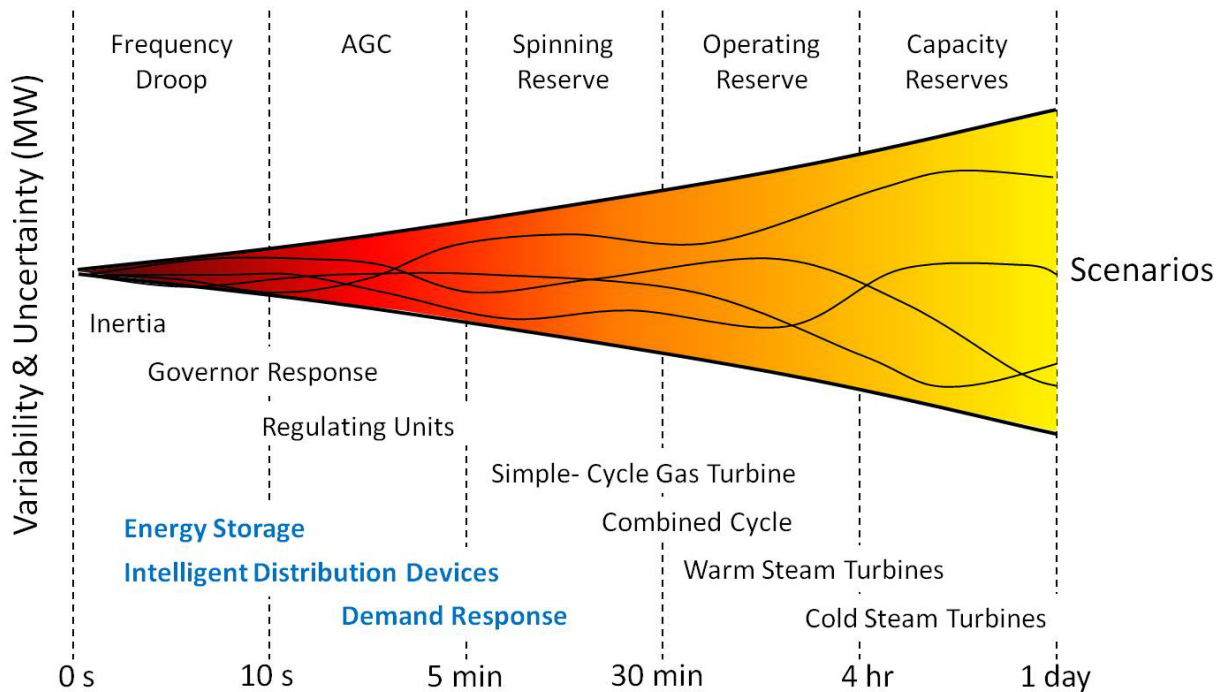 Variability & Uncertainty (MW)
Frequency
Droop
AGC
Spinning
Reserve
Operating
Reserve
Capacity
Reserves
Scenarios
Inertia
Governor Response
Regulating Units
Simple- Cycle Gas Turbine
Combined Cycle
Warm Steam Turbines
Cold Steam Turbines
Energy Storage
Intelligent Distribution Devices
Demand Response
0 s
10 s
5 min
30 min
4 hr
1 day